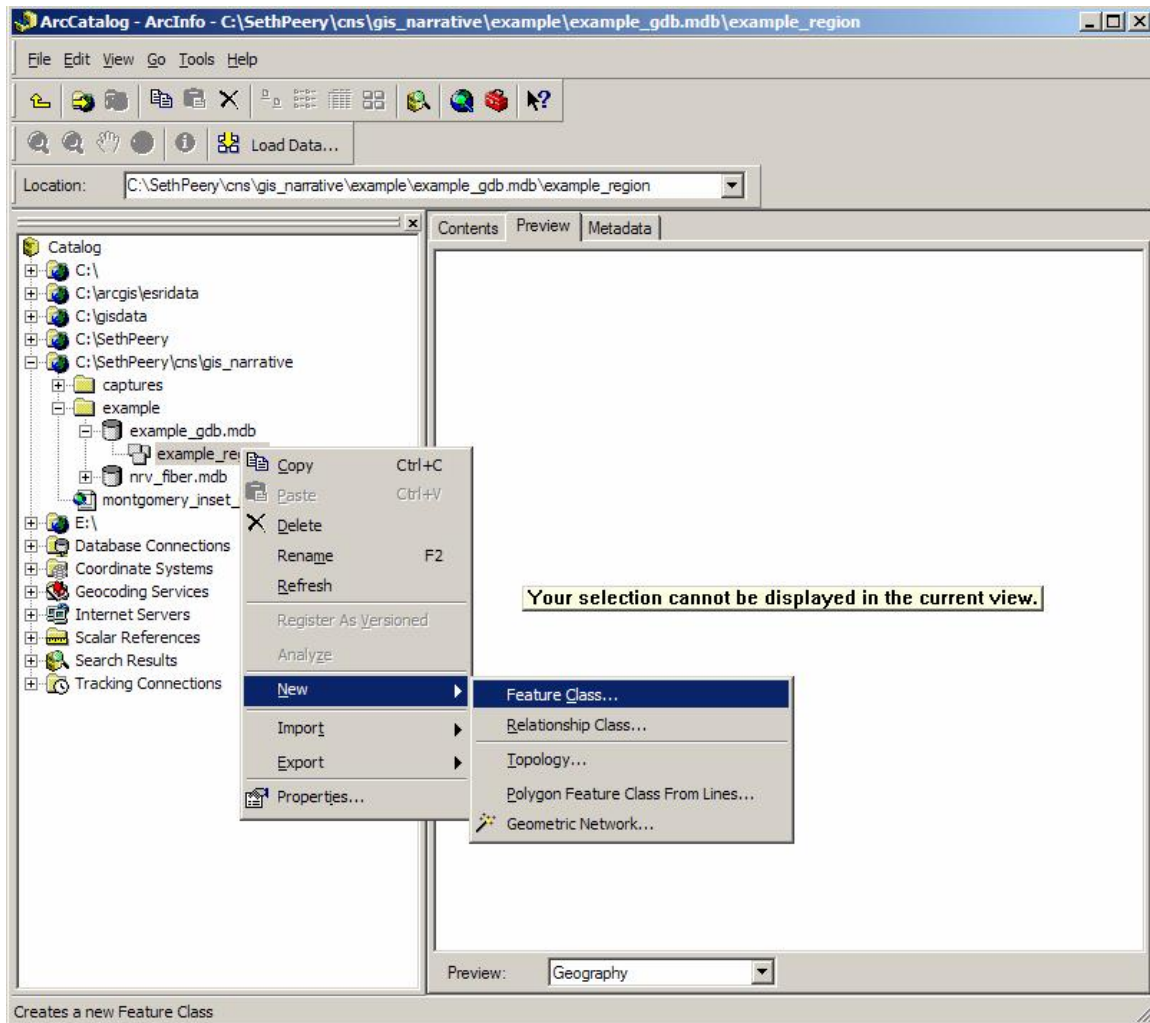 ArcCatalog - ArcInfo - C:\SethPeery\cns\gis_narrative\example\example_gdb.mdb\example_region
File Edit View Go Tools Help
Load Data...
Location: C:\SethPeery\cns\gis_narrative\example\example_gdb.mdb\example_region
Contents Preview Metadata
Catalog
C:\
C:\arcgis\esridata
C:\gisdata
C:\SethPeery
C:\SethPeery\cns\gis_narrative
captures
example
example_gdb.mdb
example_re
nrv_fiber.mdb
montgomery_inset_
E:\
Database Connections
Coordinate Systems
Geocoding Services
Internet Servers
Scalar References
Search Results
Tracking Connections
Copy Ctrl+C
Paste Ctrl+V
Delete
Rename F2
Refresh
Register As Versioned
Analyze
New
Import
Export
Properties...
Feature Class...
Relationship Class...
Topology...
Polygon Feature Class From Lines...
Geometric Network...
Your selection cannot be displayed in the current view.
Preview: Geography
Creates a new Feature Class